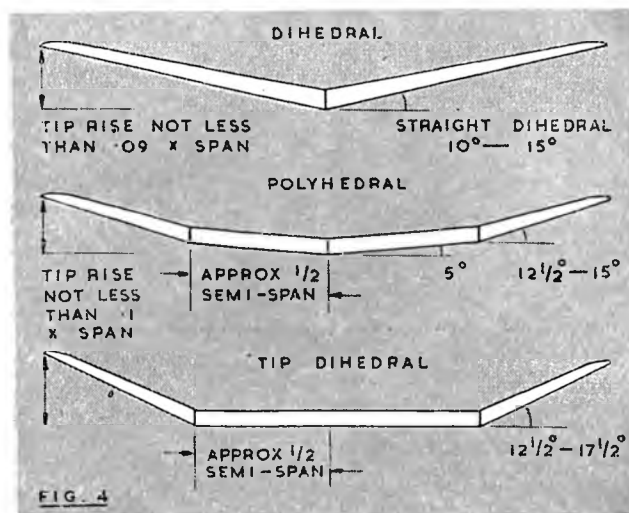 DIHEDRAL
TIP RISE NOT LESS
THAN ·09 X SPAN
STRAIGHT DIHEDRAL
10°— 15°
POLYHEDRAL
TIP RISE
NOT LESS
THAN ·1
X SPAN
APPROX 1/2
SEMI-SPAN
5°
12 1/2°—15°
TIP DIHEDRAL
APPROX 1/2
SEMI-SPAN
12 1/2°—17 1/2°
FIG. 4